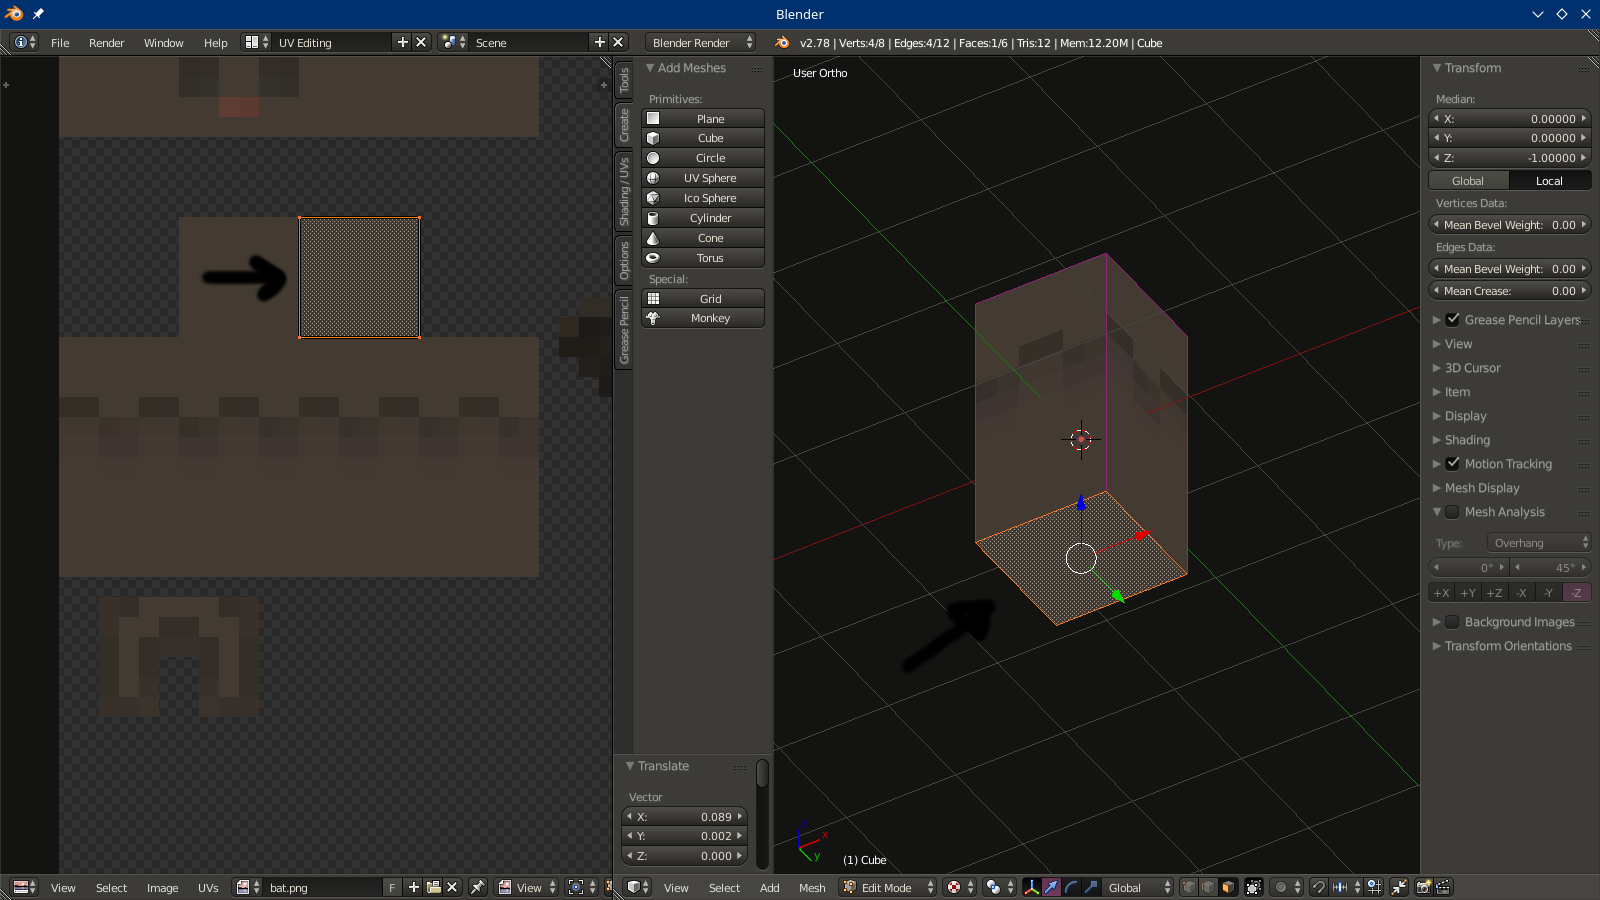 Blender
File Render Window Help UV Editing Scene Blender Render v2.78 | Verts:4/8 | Edges:4/12 | Faces:1/6 | Tris:12 | Mem:12.20M | Cube
Tools
Create
Shading / UVs
Options
Grease Pencil
Add Meshes
Primitives:
Plane
Cube
Circle
UV Sphere
Ico Sphere
Cylinder
Cone
Torus
Special:
Grid
Monkey
Translate
Vector
X: 0.089
Y: 0.002
Z: 0.000
User Ortho
x
y
(1) Cube
Transform
Median:
X: 0.00000
Y: 0.00000
Z: -1.00000
Global Local
Vertices Data:
Mean Bevel Weight: 0.00
Edges Data:
Mean Bevel Weight: 0.00
Mean Crease: 0.00
Grease Pencil Layers
View
3D Cursor
Item
Display
Shading
Motion Tracking
Mesh Display
Mesh Analysis
Type: Overhang
0° 45°
+X +Y +Z -X -Y -Z
Background Images
Transform Orientations
View Select Image UVs bat.png F View
View Select Add Mesh Edit Mode Global